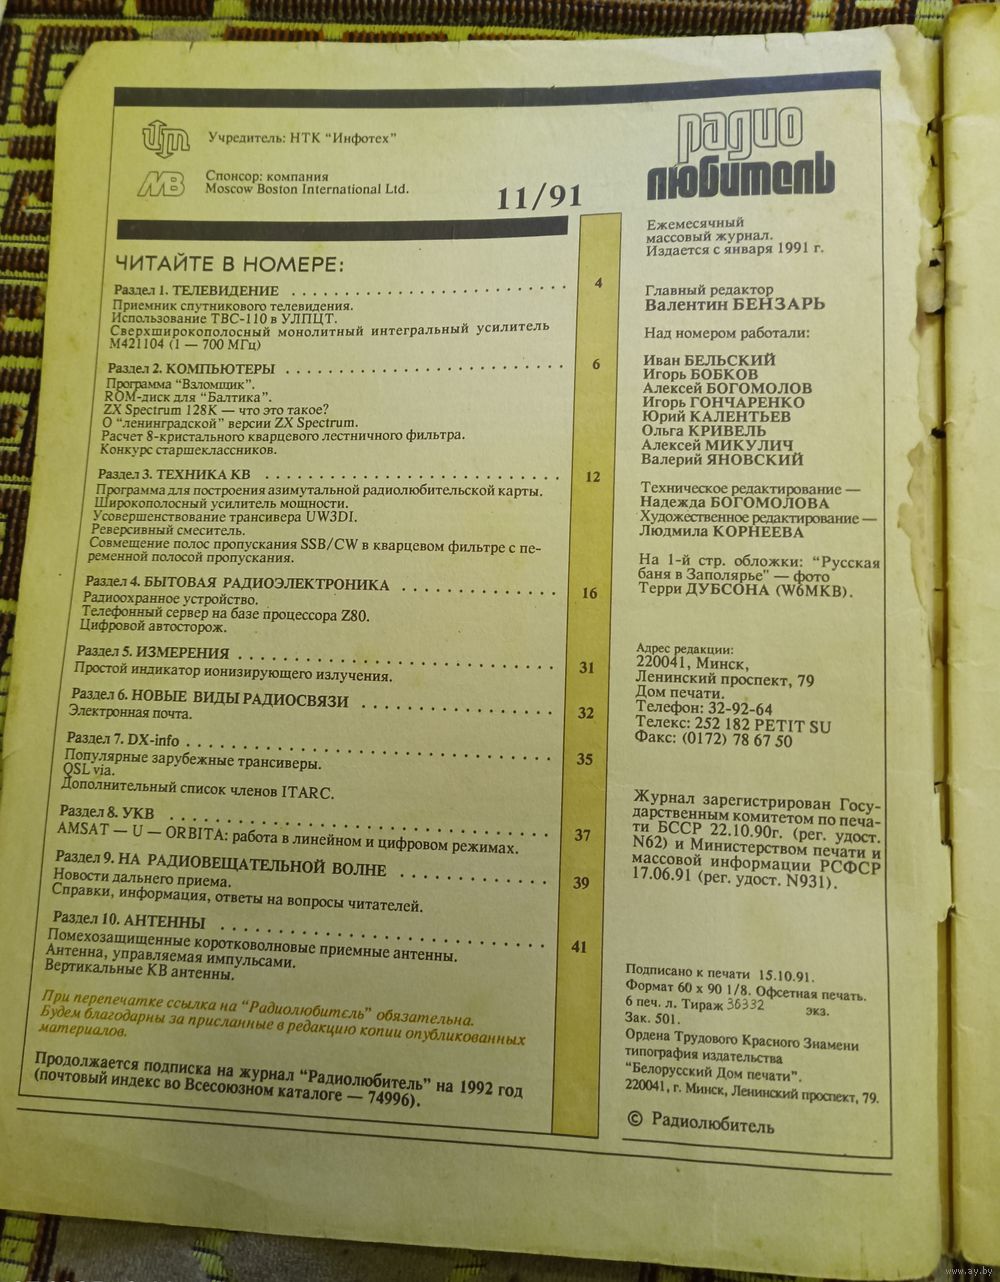 Учредитель: НТК "Инфотех"
МВ
Спонсор: компания
Moscow Boston International Ltd.
11/91
ЧИТАЙТЕ В НОМЕРЕ:
Раздел 1. ТЕЛЕВИДЕНИЕ . . . . . . . . . . . . . . . . . . . . . . . . 4
Приемник спутникового телевидения.
Использование ТВС-110 в УЛПЦТ.
Сверхширокополосный монолитный интегральный усилитель
М421104 (1 — 700 МГц)
Раздел 2. КОМПЬЮТЕРЫ . . . . . . . . . . . . . . . . . . . . . . . . 6
Программа "Взломщик".
ROM-диск для "Балтика".
ZX Spectrum 128K — что это такое?
О "ленинградской" версии ZX Spectrum.
Расчет 8-кристального кварцевого лестничного фильтра.
Конкурс старшеклассников.
Раздел 3. ТЕХНИКА КВ . . . . . . . . . . . . . . . . . . . . . . . . 12
Программа для построения азимутальной радиолюбительской карты.
Широкополосный усилитель мощности.
Усовершенствование трансивера UW3DI.
Реверсивный смеситель.
Совмещение полос пропускания SSB/CW в кварцевом фильтре с пе-
ременной полосой пропускания.
Раздел 4. БЫТОВАЯ РАДИОЭЛЕКТРОНИКА . . . . . . . . . . . . . 16
Радиоохранное устройство.
Телефонный сервер на базе процессора Z80.
Цифровой автосторож.
Раздел 5. ИЗМЕРЕНИЯ . . . . . . . . . . . . . . . . . . . . . . . . 31
Простой индикатор ионизирующего излучения.
Раздел 6. НОВЫЕ ВИДЫ РАДИОСВЯЗИ . . . . . . . . . . . . . . . 32
Электронная почта.
Раздел 7. DX-info . . . . . . . . . . . . . . . . . . . . . . . . . . . . 35
Популярные зарубежные трансиверы.
QSL via.
Дополнительный список членов ITARC.
Раздел 8. УКВ . . . . . . . . . . . . . . . . . . . . . . . . . . . . . 37
AMSAT — U — ORBITA: работа в линейном и цифровом режимах.
Раздел 9. НА РАДИОВЕЩАТЕЛЬНОЙ ВОЛНЕ . . . . . . . . . . . . 39
Новости дальнего приема.
Справки, информация, ответы на вопросы читателей.
Раздел 10. АНТЕННЫ . . . . . . . . . . . . . . . . . . . . . . . . . 41
Помехозащищенные коротковолновые приемные антенны.
Антенна, управляемая импульсами.
Вертикальные КВ антенны.
При перепечатке ссылка на "Радиолюбитель" обязательна.
Будем благодарны за присланные в редакцию копии опубликованных
материалов.
Продолжается подписка на журнал "Радиолюбитель" на 1992 год
(почтовый индекс во Всесоюзном каталоге — 74996).
радио
любитель
Ежемесячный
массовый журнал.
Издается с января 1991 г.
Главный редактор
Валентин БЕНЗАРЬ
Над номером работали:
Иван БЕЛЬСКИЙ
Игорь БОБКОВ
Алексей БОГОМОЛОВ
Игорь ГОНЧАРЕНКО
Юрий КАЛЕНТЬЕВ
Ольга КРИВЕЛЬ
Алексей МИКУЛИЧ
Валерий ЯНОВСКИЙ
Техническое редактирование —
Надежда БОГОМОЛОВА
Художественное редактирование —
Людмила КОРНЕЕВА
На 1-й стр. обложки: "Русская
баня в Заполярье" — фото
Терри ДУБСОНА (W6MKB).
Адрес редакции:
220041, Минск,
Ленинский проспект, 79
Дом печати.
Телефон: 32-92-64
Телекс: 252 182 PETIT SU
Факс: (0172) 78 67 50
Журнал зарегистрирован Госу-
дарственным комитетом по печа-
ти БССР 22.10.90г. (рег. удост.
N62) и Министерством печати и
массовой информации РСФСР
17.06.91 (рег. удост. N931).
Подписано к печати 15.10.91.
Формат 60 х 90 1/8. Офсетная печать.
6 печ. л. Тираж 36332 экз.
Зак. 501.
Ордена Трудового Красного Знамени
типография издательства
"Белорусский Дом печати".
220041, г. Минск, Ленинский проспект, 79.
© Радиолюбитель
www.ay.by